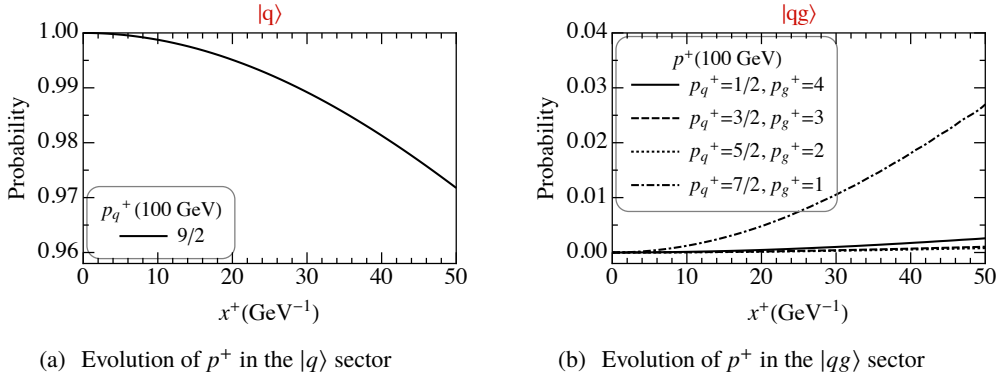 |q⟩
1.00
0.99
0.98
0.97
0.96
Probability
p_q⁺ (100 GeV)
9/2
0 10 20 30 40 50
x⁺(GeV⁻¹)
(a) Evolution of p⁺ in the |q⟩ sector
|qg⟩
0.04
0.03
0.02
0.01
0.00
Probability
p⁺(100 GeV)
p_q⁺=1/2, p_g⁺=4
p_q⁺=3/2, p_g⁺=3
p_q⁺=5/2, p_g⁺=2
p_q⁺=7/2, p_g⁺=1
0 10 20 30 40 50
x⁺(GeV⁻¹)
(b) Evolution of p⁺ in the |qg⟩ sector